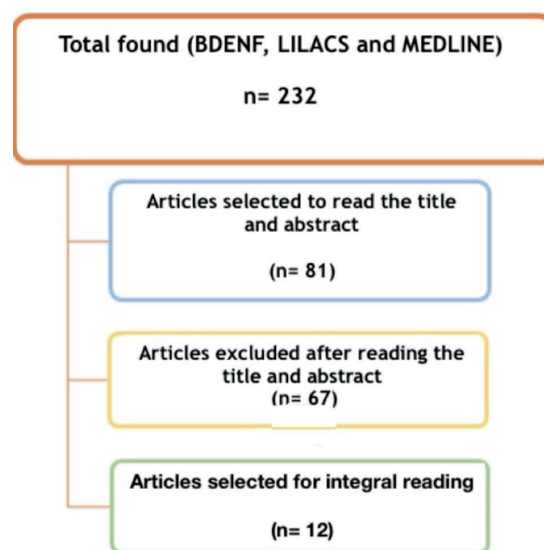 Total found (BDENF, LILACS and MEDLINE)
n= 232
Articles selected to read the title
and abstract
(n= 81)
Articles excluded after reading the
title and abstract
(n= 67)
Articles selected for integral reading
(n= 12)